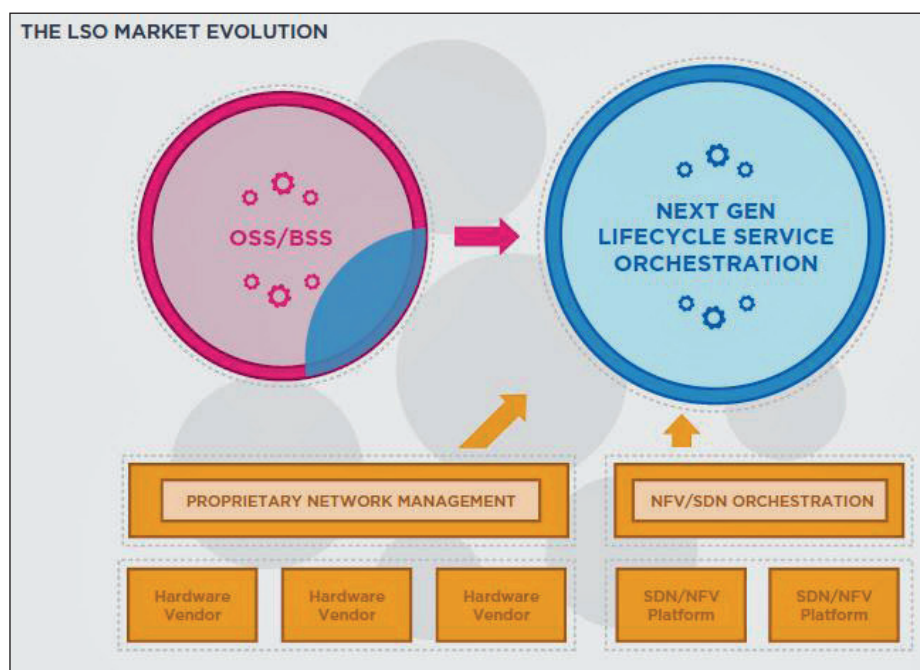 THE LSO MARKET EVOLUTION
OSS/BSS
NEXT GEN
LIFECYCLE SERVICE
ORCHESTRATION
PROPRIETARY NETWORK MANAGEMENT
NFV/SDN ORCHESTRATION
Hardware
Vendor
Hardware
Vendor
Hardware
Vendor
SDN/NFV
Platform
SDN/NFV
Platform